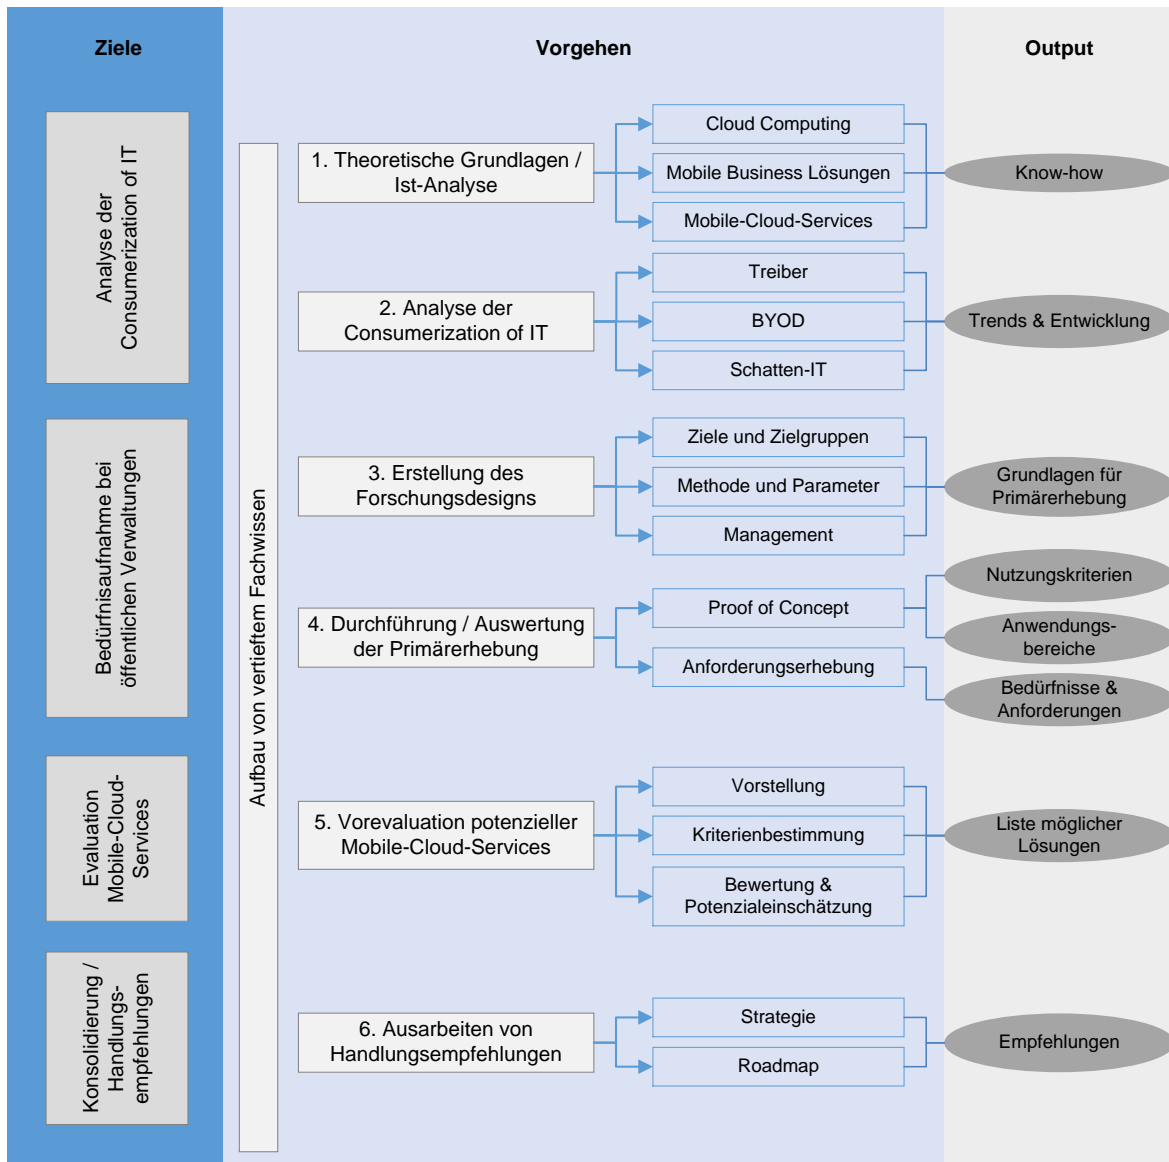 Ziele
Vorgehen
Output
Analyse der
Consumerization of IT
Bedürfnisaufnahme bei
öffentlichen Verwaltungen
Evaluation
Mobile-Cloud-
Services
Konsolidierung /
Handlungs-
empfehlungen
Aufbau von vertieftem Fachwissen
1. Theoretische Grundlagen /
Ist-Analyse
Cloud Computing
Mobile Business Lösungen
Mobile-Cloud-Services
Know-how
2. Analyse der
Consumerization of IT
Treiber
BYOD
Schatten-IT
Trends & Entwicklung
3. Erstellung des
Forschungsdesigns
Ziele und Zielgruppen
Methode und Parameter
Management
Grundlagen für
Primärerhebung
4. Durchführung / Auswertung
der Primärerhebung
Proof of Concept
Anforderungserhebung
Nutzungskriterien
Anwendungs-
bereiche
Bedürfnisse &
Anforderungen
5. Vorevaluation potenzieller
Mobile-Cloud-Services
Vorstellung
Kriterienbestimmung
Bewertung &
Potenzialeinschätzung
Liste möglicher
Lösungen
6. Ausarbeiten von
Handlungsempfehlungen
Strategie
Roadmap
Empfehlungen